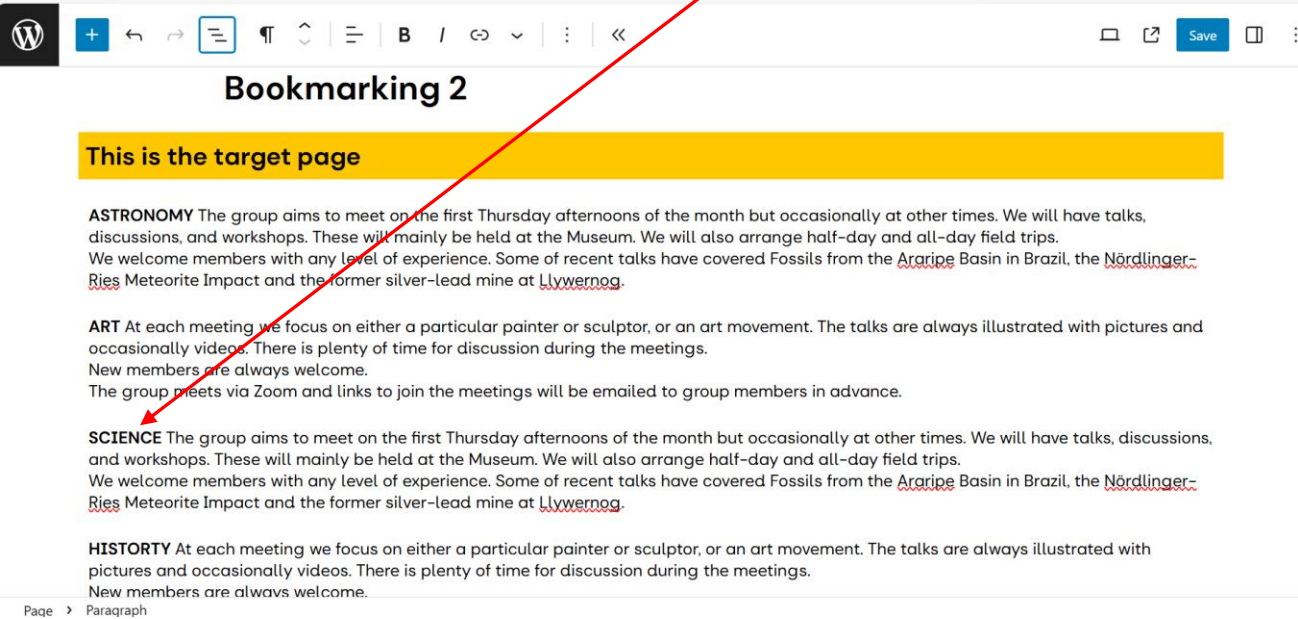 B I Save
Bookmarking 2
This is the target page
ASTRONOMY The group aims to meet on the first Thursday afternoons of the month but occasionally at other times. We will have talks,
discussions, and workshops. These will mainly be held at the Museum. We will also arrange half-day and all-day field trips.
We welcome members with any level of experience. Some of recent talks have covered Fossils from the Araripe Basin in Brazil, the Nördlinger-
Ries Meteorite Impact and the former silver-lead mine at Llywernog.
ART At each meeting we focus on either a particular painter or sculptor, or an art movement. The talks are always illustrated with pictures and
occasionally videos. There is plenty of time for discussion during the meetings.
New members are always welcome.
The group meets via Zoom and links to join the meetings will be emailed to group members in advance.
SCIENCE The group aims to meet on the first Thursday afternoons of the month but occasionally at other times. We will have talks, discussions,
and workshops. These will mainly be held at the Museum. We will also arrange half-day and all-day field trips.
We welcome members with any level of experience. Some of recent talks have covered Fossils from the Araripe Basin in Brazil, the Nördlinger-
Ries Meteorite Impact and the former silver-lead mine at Llywernog.
HISTORTY At each meeting we focus on either a particular painter or sculptor, or an art movement. The talks are always illustrated with
pictures and occasionally videos. There is plenty of time for discussion during the meetings.
New members are always welcome.
Page > Paragraph